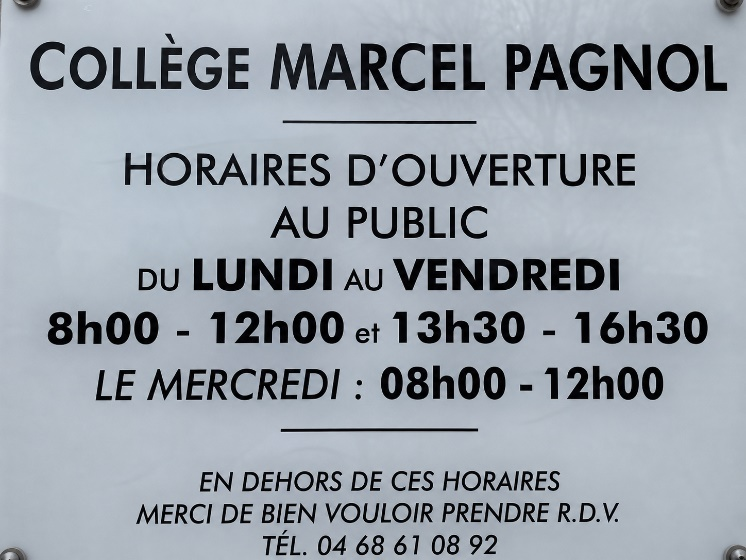 COLLÈGE MARCEL PAGNOL
HORAIRES D'OUVERTURE
AU PUBLIC
DU LUNDI AU VENDREDI
8h00 - 12h00 et 13h30 - 16h30
LE MERCREDI : 08h00 - 12h00
EN DEHORS DE CES HORAIRES
MERCI DE BIEN VOULOIR PRENDRE R.D.V.
TÉL. 04 68 61 08 92